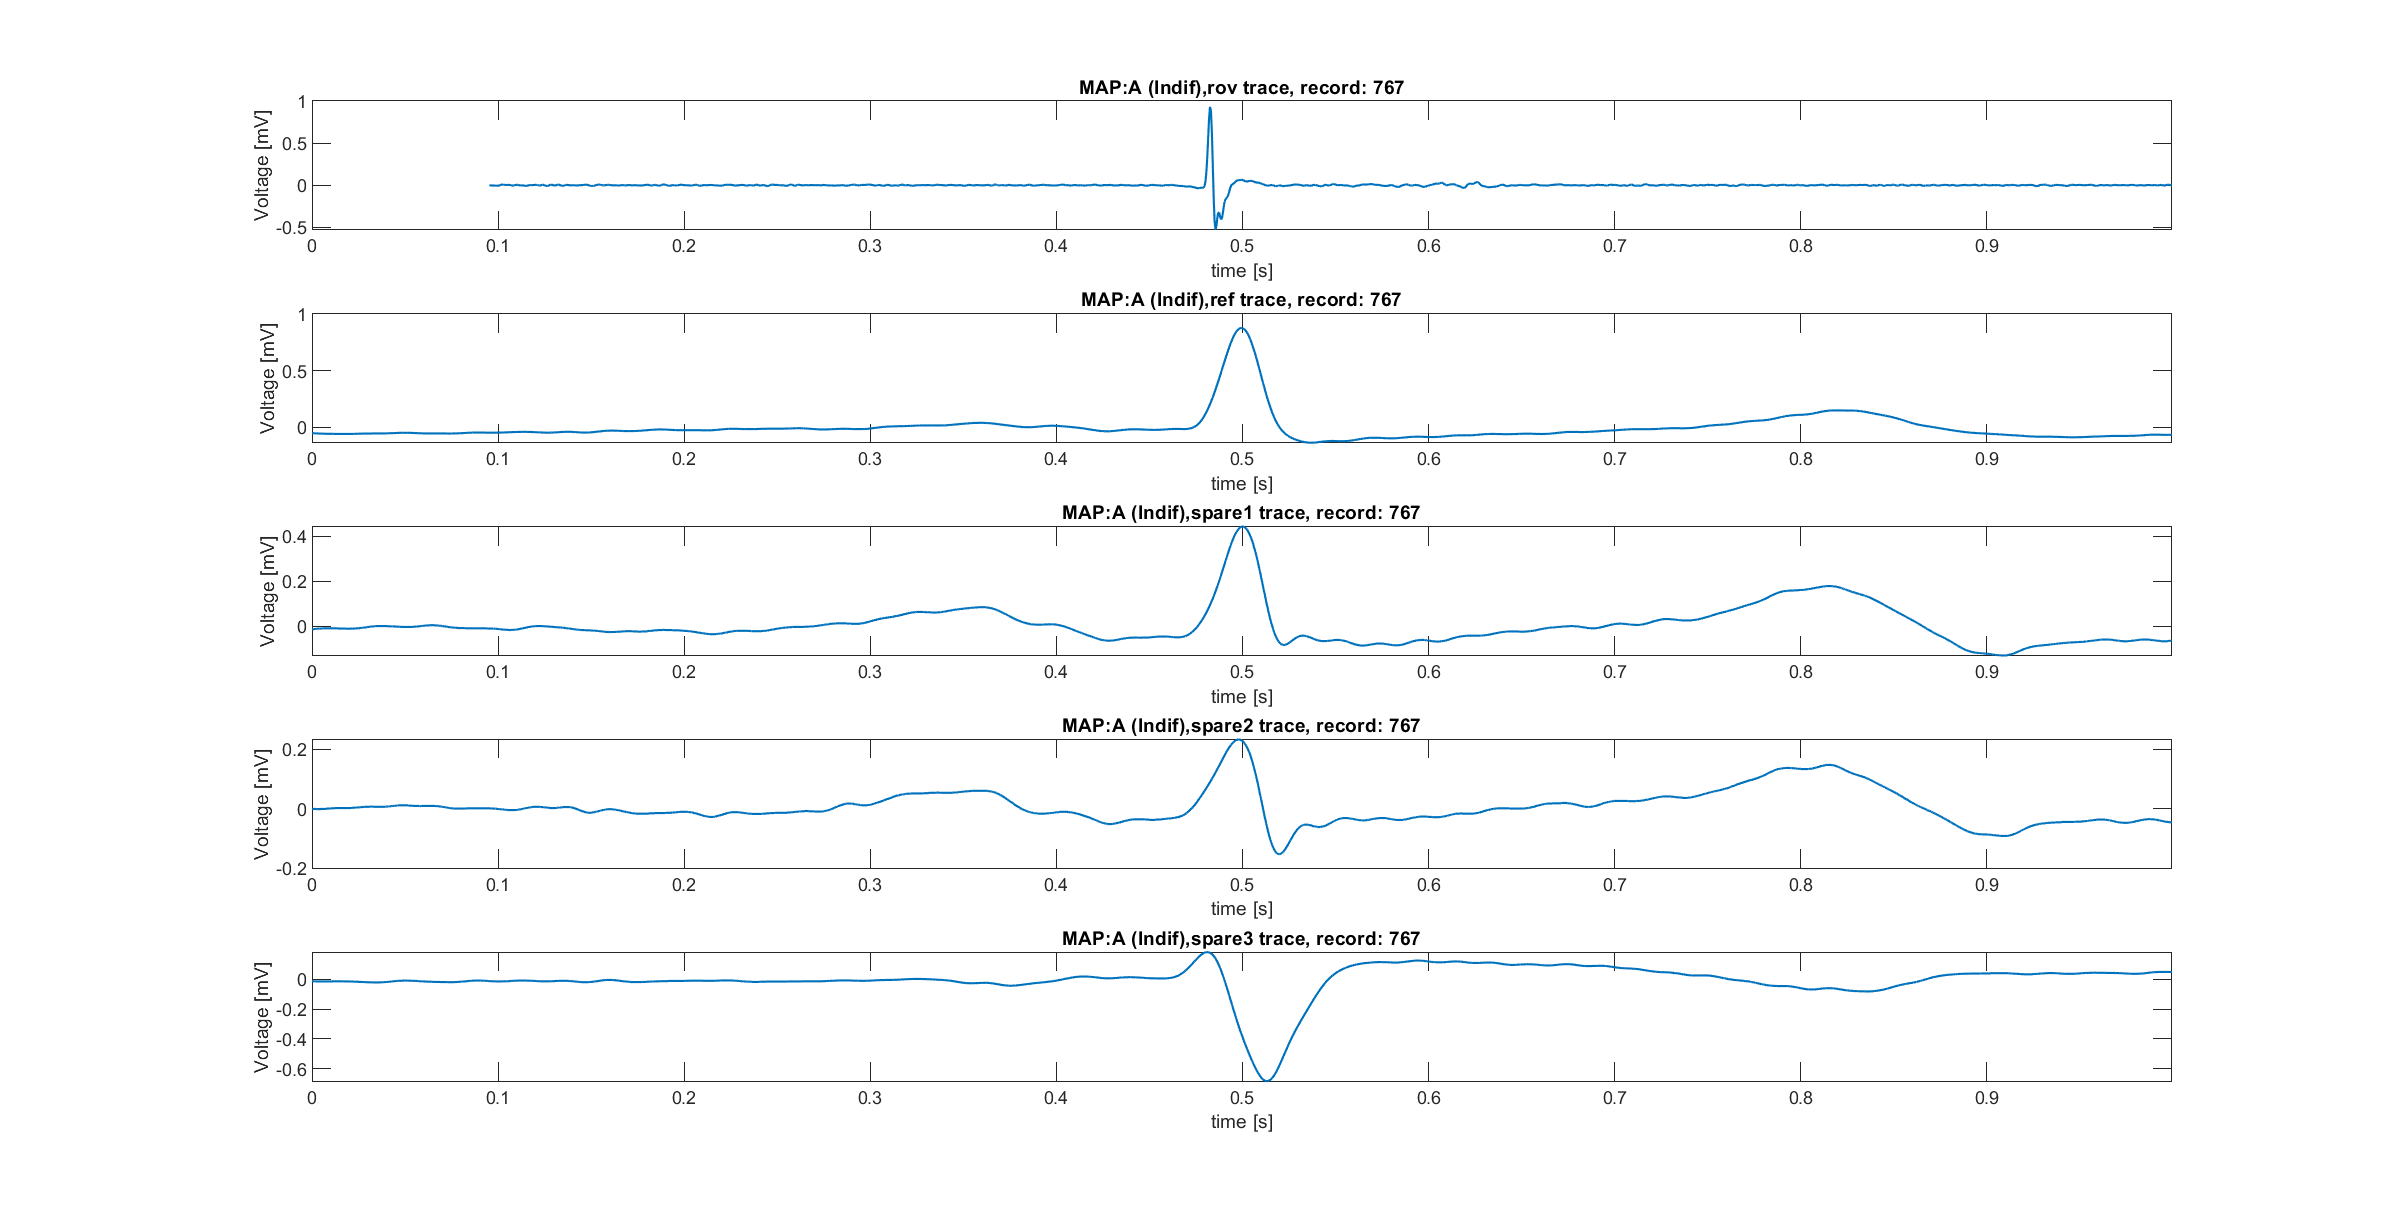 MAP:A (Indif),rov trace, record: 767
Voltage [mV]
1
0.5
0
-0.5
0 0.1 0.2 0.3 0.4 0.5 0.6 0.7 0.8 0.9
time [s]
MAP:A (Indif),ref trace, record: 767
Voltage [mV]
1
0.5
0
0 0.1 0.2 0.3 0.4 0.5 0.6 0.7 0.8 0.9
time [s]
MAP:A (Indif),spare1 trace, record: 767
Voltage [mV]
0.4
0.2
0
0 0.1 0.2 0.3 0.4 0.5 0.6 0.7 0.8 0.9
time [s]
MAP:A (Indif),spare2 trace, record: 767
Voltage [mV]
0.2
0
-0.2
0 0.1 0.2 0.3 0.4 0.5 0.6 0.7 0.8 0.9
time [s]
MAP:A (Indif),spare3 trace, record: 767
Voltage [mV]
0
-0.2
-0.4
-0.6
0 0.1 0.2 0.3 0.4 0.5 0.6 0.7 0.8 0.9
time [s]